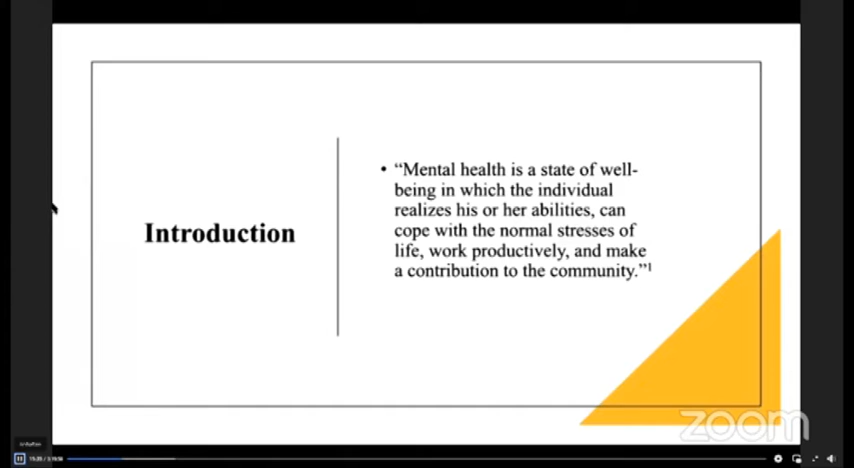 Introduction
• “Mental health is a state of well-
being in which the individual
realizes his or her abilities, can
cope with the normal stresses of
life, work productively, and make
a contribution to the community.”1
zoom